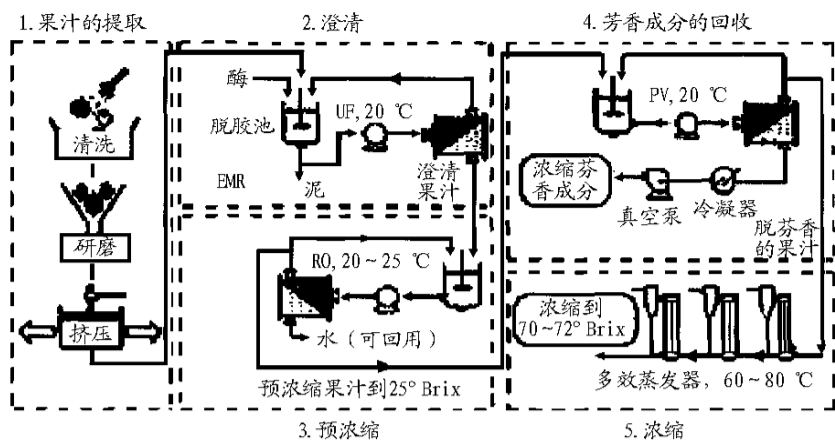 1. 果汁的提取
清洗
研磨
挤压
2. 澄清
酶
脱胶池
UF, 20 ℃
EMR
泥
澄清
果汁
RO, 20~25 ℃
水（可回用）
预浓缩果汁到25° Brix
3. 预浓缩
4. 芳香成分的回收
PV, 20 ℃
浓缩芬
香成分
真空泵
冷凝器
脱芬香
的果汁
浓缩到
70~72° Brix
多效蒸发器，60~80 ℃
5. 浓缩